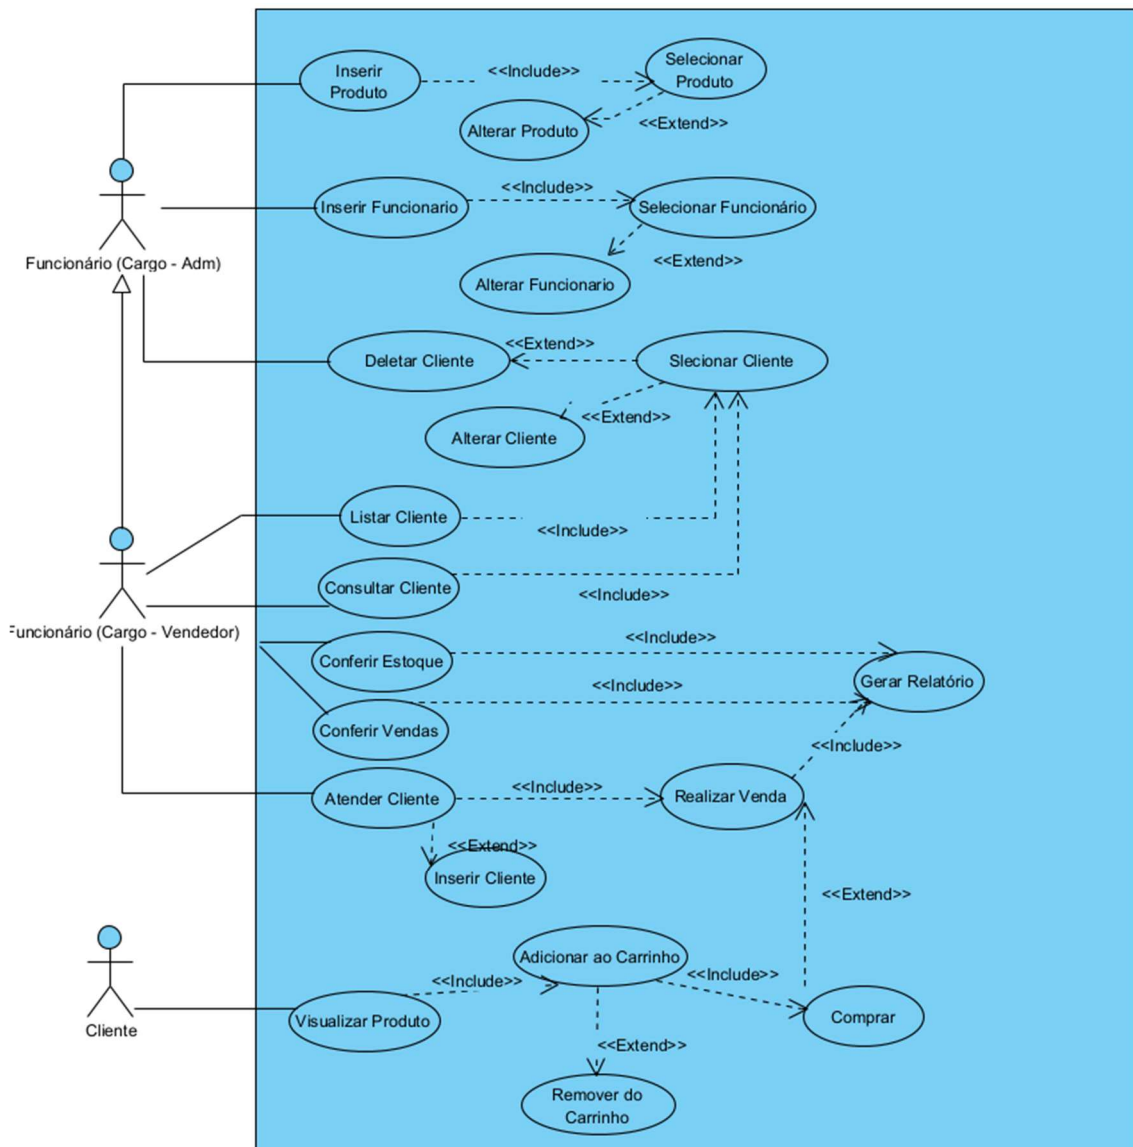 Inserir
Produto
<<Include>>
Selecionar
Produto
Alterar Produto
<<Extend>>
Inserir Funcionario
<<Include>>
Selecionar Funcionário
Funcionário (Cargo - Adm)
<<Extend>>
Alterar Funcionario
Deletar Cliente
<<Extend>>
Slecionar Cliente
<<Extend>>
Alterar Cliente
Listar Cliente
<<Include>>
Consultar Cliente
<<Include>>
Funcionário (Cargo - Vendedor)
<<Include>>
Conferir Estoque
Gerar Relatório
<<Include>>
Conferir Vendas
<<Include>>
Atender Cliente
<<Include>>
Realizar Venda
<<Extend>>
Inserir Cliente
<<Extend>>
Adicionar ao Carrinho
<<Include>>
<<Include>>
Cliente
Visualizar Produto
Comprar
<<Extend>>
Remover do
Carrinho